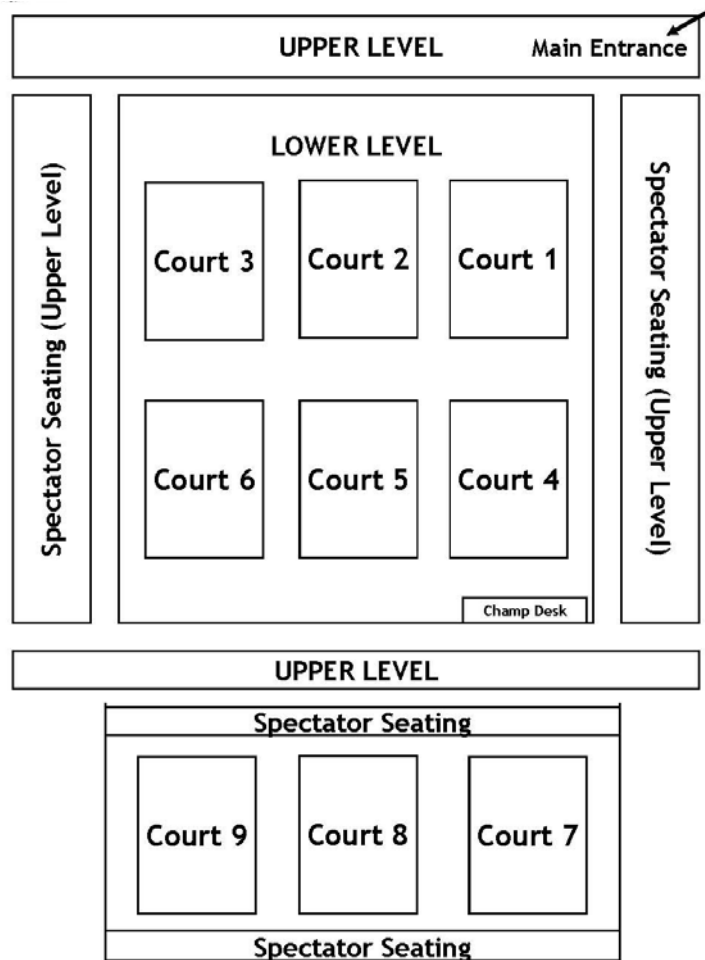 UPPER LEVEL
Main Entrance
Spectator Seating (Upper Level)
LOWER LEVEL
Spectator Seating (Upper Level)
Court 3
Court 2
Court 1
Court 6
Court 5
Court 4
Champ Desk
UPPER LEVEL
Spectator Seating
Court 9
Court 8
Court 7
Spectator Seating